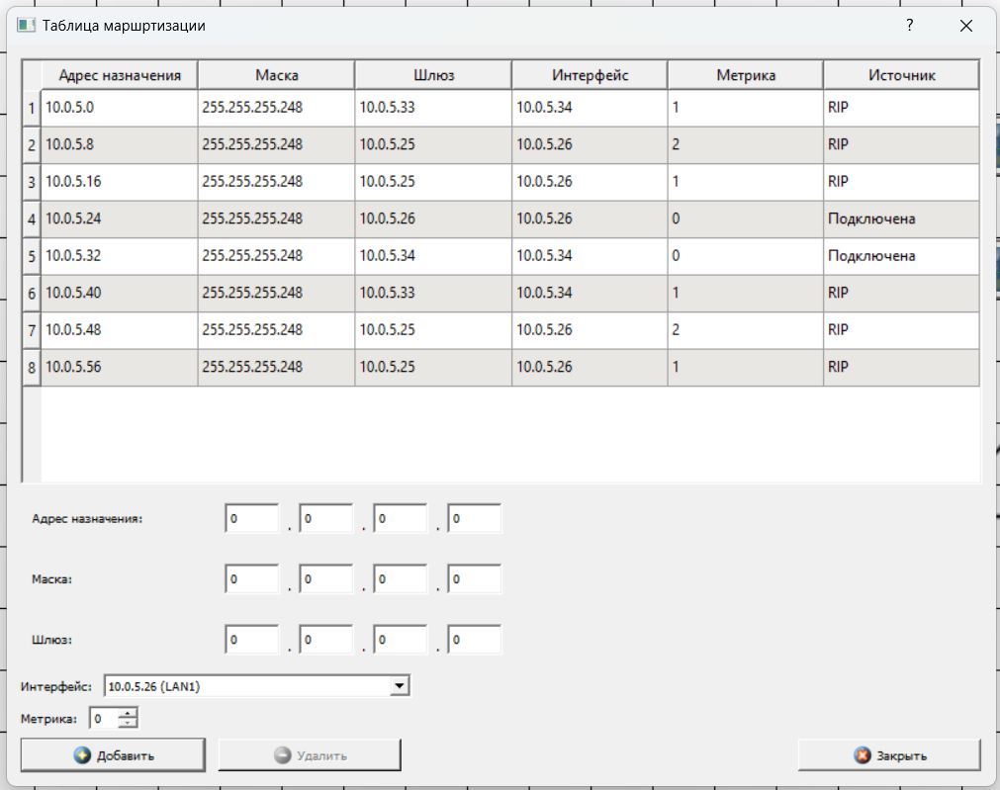 Таблица маршртизации
?
Адрес назначения Маска Шлюз Интерфейс Метрика Источник
1 10.0.5.0 255.255.255.248 10.0.5.33 10.0.5.34 1 RIP
2 10.0.5.8 255.255.255.248 10.0.5.25 10.0.5.26 2 RIP
3 10.0.5.16 255.255.255.248 10.0.5.25 10.0.5.26 1 RIP
4 10.0.5.24 255.255.255.248 10.0.5.26 10.0.5.26 0 Подключена
5 10.0.5.32 255.255.255.248 10.0.5.34 10.0.5.34 0 Подключена
6 10.0.5.40 255.255.255.248 10.0.5.33 10.0.5.34 1 RIP
7 10.0.5.48 255.255.255.248 10.0.5.25 10.0.5.26 2 RIP
8 10.0.5.56 255.255.255.248 10.0.5.25 10.0.5.26 1 RIP
Адрес назначения: 0 . 0 . 0 . 0
Маска: 0 . 0 . 0 . 0
Шлюз: 0 . 0 . 0 . 0
Интерфейс: 10.0.5.26 (LAN1)
Метрика: 0
Добавить Удалить Закрыть